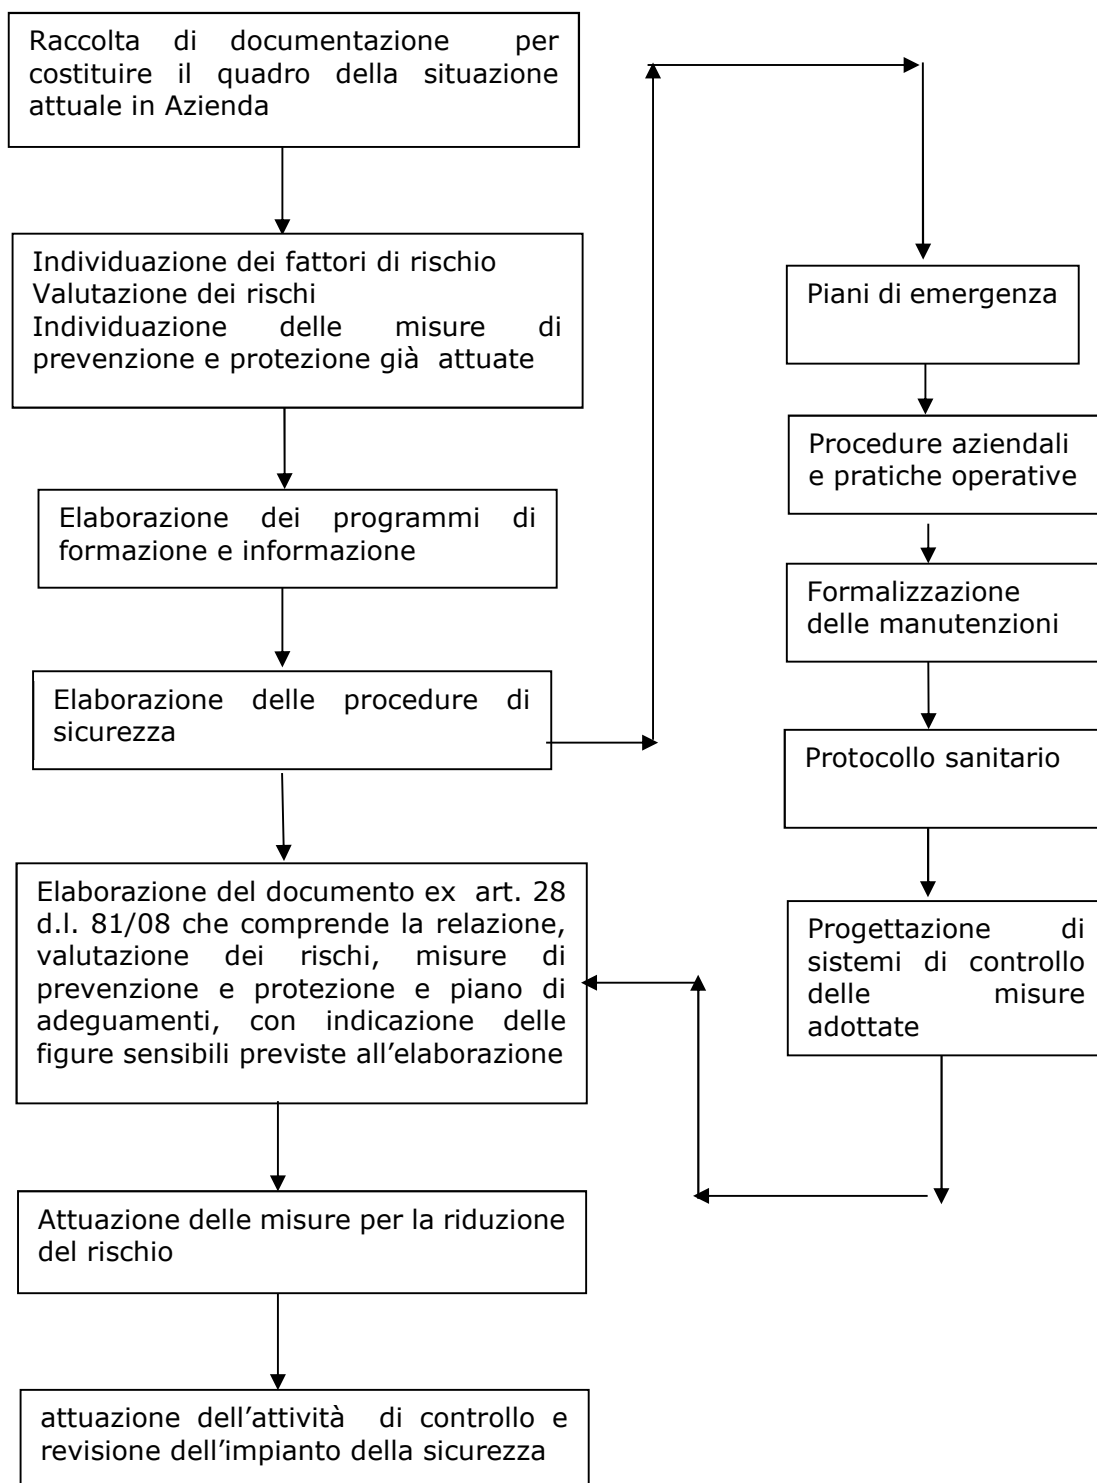 Raccolta di documentazione per
costituire il quadro della situazione
attuale in Azienda
Individuazione dei fattori di rischio
Valutazione dei rischi
Individuazione delle misure di
prevenzione e protezione già attuate
Elaborazione dei programmi di
formazione e informazione
Elaborazione delle procedure di
sicurezza
Piani di emergenza
Procedure aziendali
e pratiche operative
Formalizzazione
delle manutenzioni
Protocollo sanitario
Progettazione di
sistemi di controllo
delle misure
adottate
Elaborazione del documento ex art. 28
d.l. 81/08 che comprende la relazione,
valutazione dei rischi, misure di
prevenzione e protezione e piano di
adeguamenti, con indicazione delle
figure sensibili previste all’elaborazione
Attuazione delle misure per la riduzione
del rischio
attuazione dell’attività di controllo e
revisione dell’impianto della sicurezza